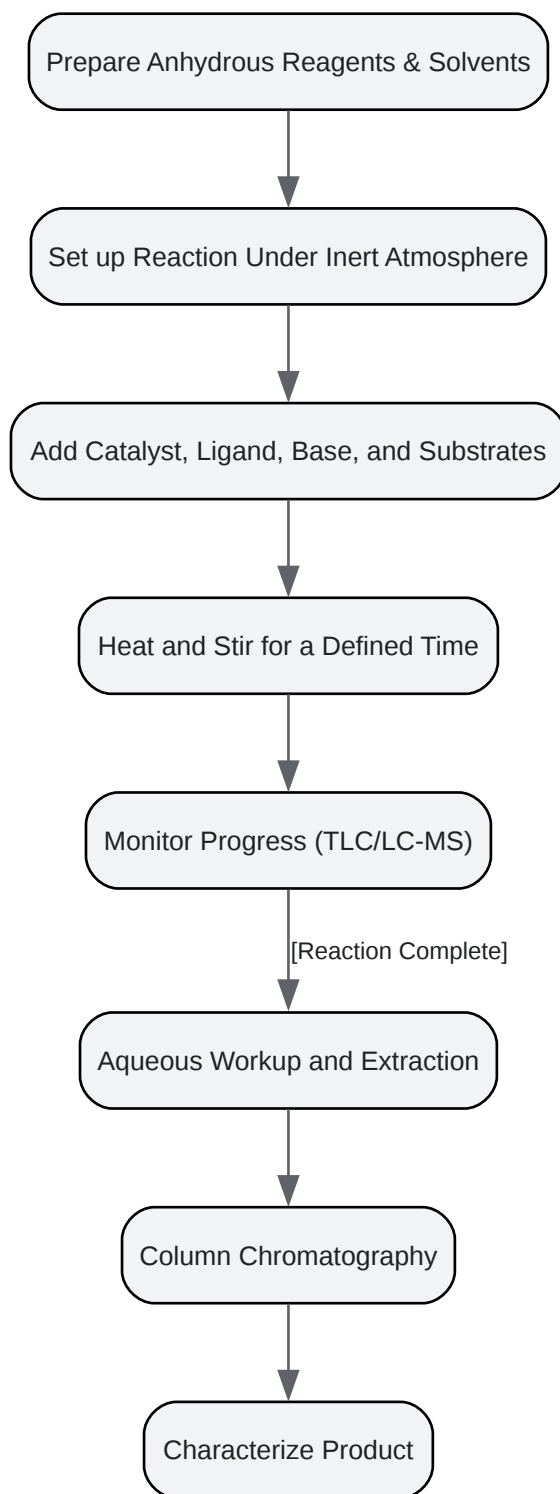 Prepare Anhydrous Reagents & Solvents
Set up Reaction Under Inert Atmosphere
Add Catalyst, Ligand, Base, and Substrates
Heat and Stir for a Defined Time
Monitor Progress (TLC/LC-MS)
[Reaction Complete]
Aqueous Workup and Extraction
Column Chromatography
Characterize Product